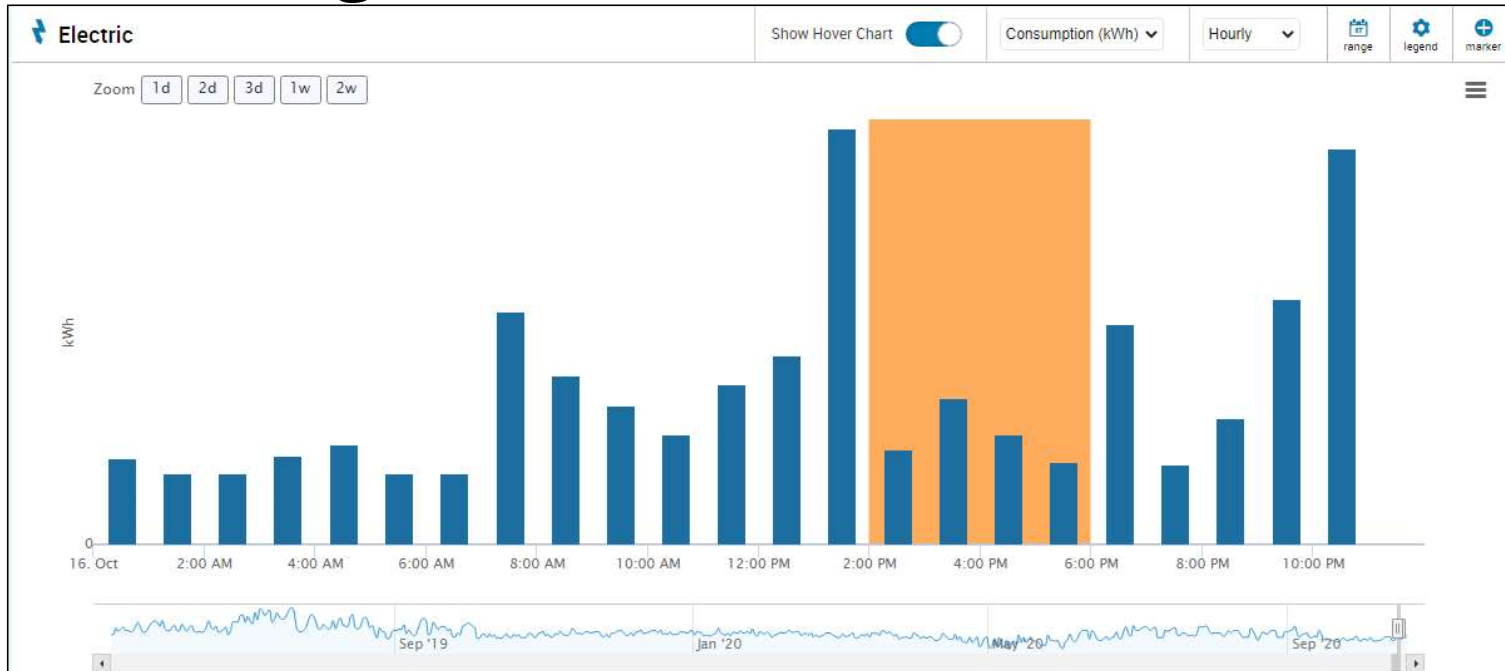 Electric
Show Hover Chart
Consumption (kWh)
Hourly
17
range
legend
marker
Zoom 1d 2d 3d 1w 2w
kWh
0
16. Oct 2:00 AM 4:00 AM 6:00 AM 8:00 AM 10:00 AM 12:00 PM 2:00 PM 4:00 PM 6:00 PM 8:00 PM 10:00 PM
Sep '19 Jan '20 May '20 Sep '20